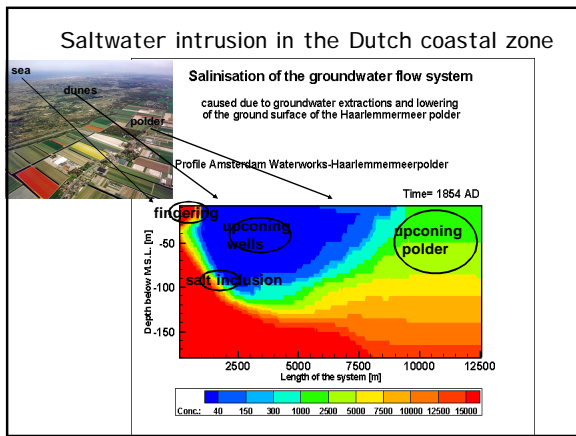 Saltwater intrusion in the Dutch coastal zone
sea
dunes
polder
Salinisation of the groundwater flow system
caused due to groundwater extractions and lowering
of the ground surface of the Haarlemmermeer polder
Profile Amsterdam Waterworks-Haarlemmermeerpolder
Time= 1854 AD
fingering
upconing
wells
upconing
polder
salt inclusion
Depth below M.S.L. [m]
-50
-100
-150
2500
5000
7500
10000
12500
Length of the system [m]
Conc.: 40 150 300 1000 2500 5000 7500 10000 12500 15000